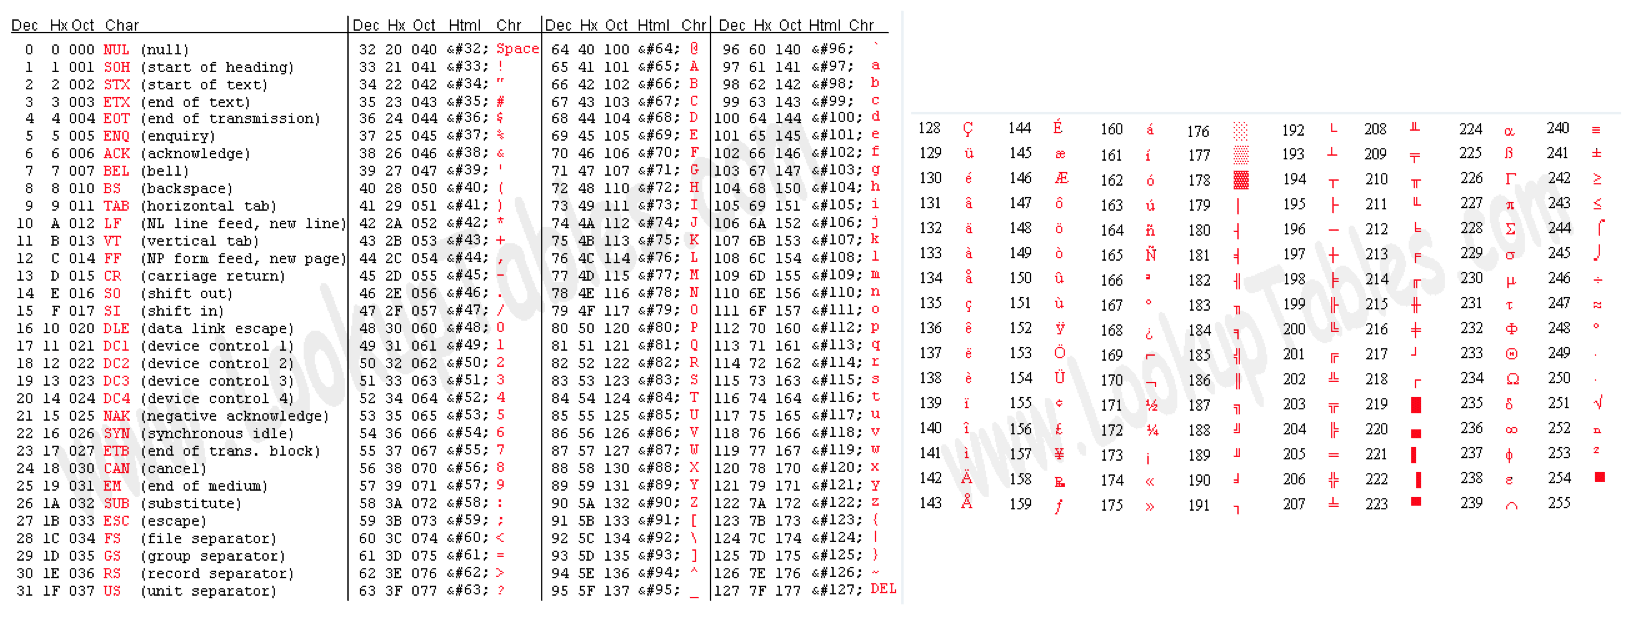 Dec Hx Oct Char Dec Hx Oct Html Chr Dec Hx Oct Html Chr Dec Hx Oct Html Chr
0 0 000 NUL (null) 32 20 040 &#32; Space 64 40 100 &#64; @ 96 60 140 &#96; `
1 1 001 SOH (start of heading) 33 21 041 &#33; ! 65 41 101 &#65; A 97 61 141 &#97; a
2 2 002 STX (start of text) 34 22 042 &#34; " 66 42 102 &#66; B 98 62 142 &#98; b
3 3 003 ETX (end of text) 35 23 043 &#35; # 67 43 103 &#67; C 99 63 143 &#99; c
4 4 004 EOT (end of transmission) 36 24 044 &#36; $ 68 44 104 &#68; D 100 64 144 &#100; d
5 5 005 ENQ (enquiry) 37 25 045 &#37; % 69 45 105 &#69; E 101 65 145 &#101; e
6 6 006 ACK (acknowledge) 38 26 046 &#38; & 70 46 106 &#70; F 102 66 146 &#102; f
7 7 007 BEL (bell) 39 27 047 &#39; ' 71 47 107 &#71; G 103 67 147 &#103; g
8 8 010 BS (backspace) 40 28 050 &#40; ( 72 48 110 &#72; H 104 68 150 &#104; h
9 9 011 TAB (horizontal tab) 41 29 051 &#41; ) 73 49 111 &#73; I 105 69 151 &#105; i
10 A 012 LF (NL line feed, new line) 42 2A 052 &#42; * 74 4A 112 &#74; J 106 6A 152 &#106; j
11 B 013 VT (vertical tab) 43 2B 053 &#43; + 75 4B 113 &#75; K 107 6B 153 &#107; k
12 C 014 FF (NP form feed, new page) 44 2C 054 &#44; , 76 4C 114 &#76; L 108 6C 154 &#108; l
13 D 015 CR (carriage return) 45 2D 055 &#45; - 77 4D 115 &#77; M 109 6D 155 &#109; m
14 E 016 SO (shift out) 46 2E 056 &#46; . 78 4E 116 &#78; N 110 6E 156 &#110; n
15 F 017 SI (shift in) 47 2F 057 &#47; / 79 4F 117 &#79; O 111 6F 157 &#111; o
16 10 020 DLE (data link escape) 48 30 060 &#48; 0 80 50 120 &#80; P 112 70 160 &#112; p
17 11 021 DC1 (device control 1) 49 31 061 &#49; 1 81 51 121 &#81; Q 113 71 161 &#113; q
18 12 022 DC2 (device control 2) 50 32 062 &#50; 2 82 52 122 &#82; R 114 72 162 &#114; r
19 13 023 DC3 (device control 3) 51 33 063 &#51; 3 83 53 123 &#83; S 115 73 163 &#115; s
20 14 024 DC4 (device control 4) 52 34 064 &#52; 4 84 54 124 &#84; T 116 74 164 &#116; t
21 15 025 NAK (negative acknowledge) 53 35 065 &#53; 5 85 55 125 &#85; U 117 75 165 &#117; u
22 16 026 SYN (synchronous idle) 54 36 066 &#54; 6 86 56 126 &#86; V 118 76 166 &#118; v
23 17 027 ETB (end of trans. block) 55 37 067 &#55; 7 87 57 127 &#87; W 119 77 167 &#119; w
24 18 030 CAN (cancel) 56 38 070 &#56; 8 88 58 130 &#88; X 120 78 170 &#120; x
25 19 031 EM (end of medium) 57 39 071 &#57; 9 89 59 131 &#89; Y 121 79 171 &#121; y
26 1A 032 SUB (substitute) 58 3A 072 &#58; : 90 5A 132 &#90; Z 122 7A 172 &#122; z
27 1B 033 ESC (escape) 59 3B 073 &#59; ; 91 5B 133 &#91; [ 123 7B 173 &#123; {
28 1C 034 FS (file separator) 60 3C 074 &#60; < 92 5C 134 &#92; \ 124 7C 174 &#124; |
29 1D 035 GS (group separator) 61 3D 075 &#61; = 93 5D 135 &#93; ] 125 7D 175 &#125; }
30 1E 036 RS (record separator) 62 3E 076 &#62; > 94 5E 136 &#94; ^ 126 7E 176 &#126; ~
31 1F 037 US (unit separator) 63 3F 077 &#63; ? 95 5F 137 &#95; _ 127 7F 177 &#127; DEL
www.LookupTables.com
128 Ç 144 É 160 á 176 ░ 192 └ 208 ╨ 224 α 240 ≡
129 ü 145 æ 161 í 177 ▒ 193 ┴ 209 ╤ 225 ß 241 ±
130 é 146 Æ 162 ó 178 ▓ 194 ┬ 210 ╥ 226 Γ 242 ≥
131 â 147 ô 163 ú 179 │ 195 ├ 211 ╙ 227 π 243 ≤
132 ä 148 ö 164 ñ 180 ┤ 196 ─ 212 ╘ 228 Σ 244 ⌠
133 à 149 ò 165 Ñ 181 ╡ 197 ┼ 213 ╒ 229 σ 245 ⌡
134 å 150 û 166 ª 182 ╢ 198 ╞ 214 ╓ 230 µ 246 ÷
135 ç 151 ù 167 º 183 ╖ 199 ╟ 215 ╫ 231 τ 247 ≈
136 ê 152 ÿ 168 ¿ 184 ╕ 200 ╚ 216 ╪ 232 Φ 248 °
137 ë 153 Ö 169 ⌐ 185 ╣ 201 ╔ 217 ┘ 233 Θ 249 ∙
138 è 154 Ü 170 ¬ 186 ║ 202 ╩ 218 ┌ 234 Ω 250 ·
139 ï 155 ¢ 171 ½ 187 ╗ 203 ╦ 219 █ 235 δ 251 √
140 î 156 £ 172 ¼ 188 ╝ 204 ╠ 220 ▄ 236 ∞ 252 ⁿ
141 ì 157 ¥ 173 ¡ 189 ╜ 205 ═ 221 ▌ 237 φ 253 ²
142 Ä 158 ₧ 174 « 190 ╛ 206 ╬ 222 ▐ 238 ε 254 ■
143 Å 159 ƒ 175 » 191 ┐ 207 ╧ 223 ▀ 239 ∩ 255
www.LookupTables.com